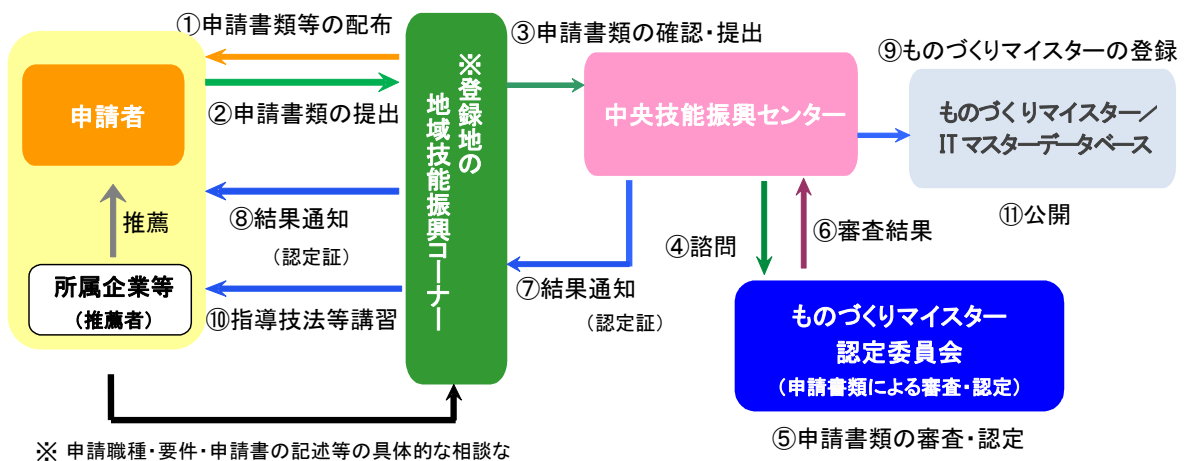 ①申請書類等の配布
申請者
②申請書類の提出
推薦
⑧結果通知
(認定証)
所属企業等
(推薦者)
⑩指導技法等講習
※登録地の
地域技能振興コーナー
③申請書類の確認・提出
中央技能振興センター
⑨ものづくりマイスターの登録
ものづくりマイスター/
ITマスターデータベース
⑪公開
④諮問
⑥審査結果
⑦結果通知
(認定証)
ものづくりマイスター
認定委員会
(申請書類による審査・認定)
⑤申請書類の審査・認定
※ 申請職種・要件・申請書の記述等の具体的な相談な